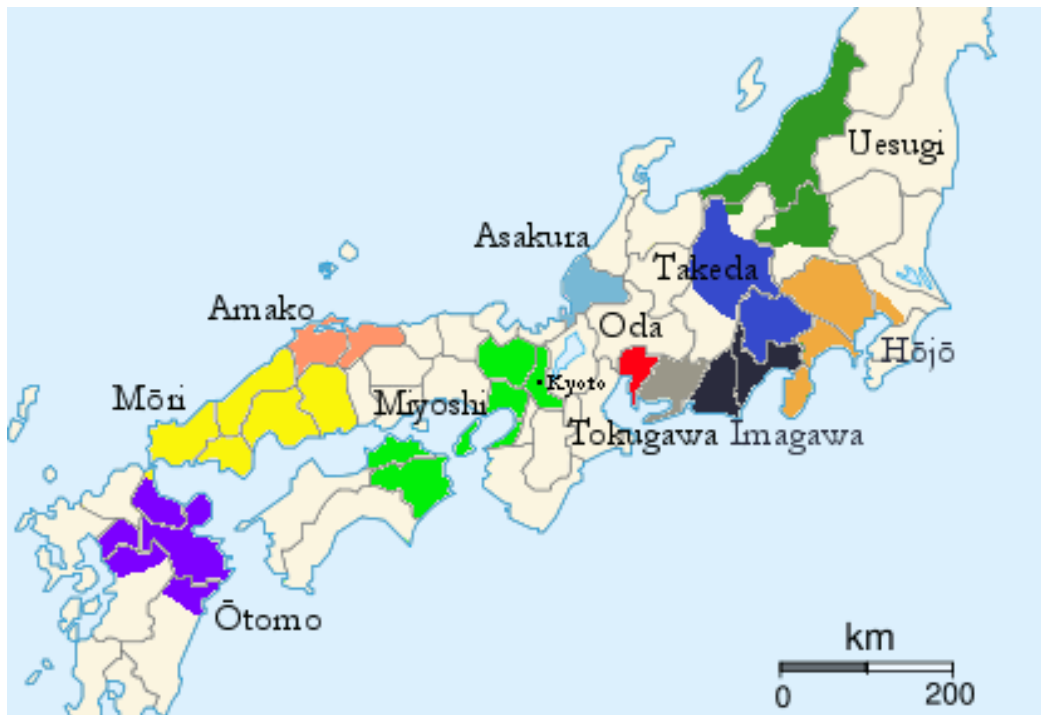 Uesugi
Asakura
Takeda
Amako
Oda
Hōjō
Kyoto
Mōri
Miyoshi
Tokugawa
Imagawa
Ōtomo
km
0
200